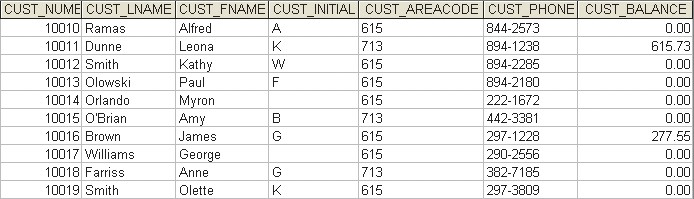 CUST_NUME CUST_LNAME CUST_FNAME CUST_INITIAL CUST_AREACODE CUST_PHONE CUST_BALANCE
10010 Ramas Alfred A 615 844-2573 0.00
10011 Dunne Leona K 713 894-1238 615.73
10012 Smith Kathy W 615 894-2285 0.00
10013 Olowski Paul F 615 894-2180 0.00
10014 Orlando Myron 615 222-1672 0.00
10015 O'Brian Amy B 713 442-3381 0.00
10016 Brown James G 615 297-1228 277.55
10017 Williams George 615 290-2556 0.00
10018 Farriss Anne G 713 382-7185 0.00
10019 Smith Olette K 615 297-3809 0.00